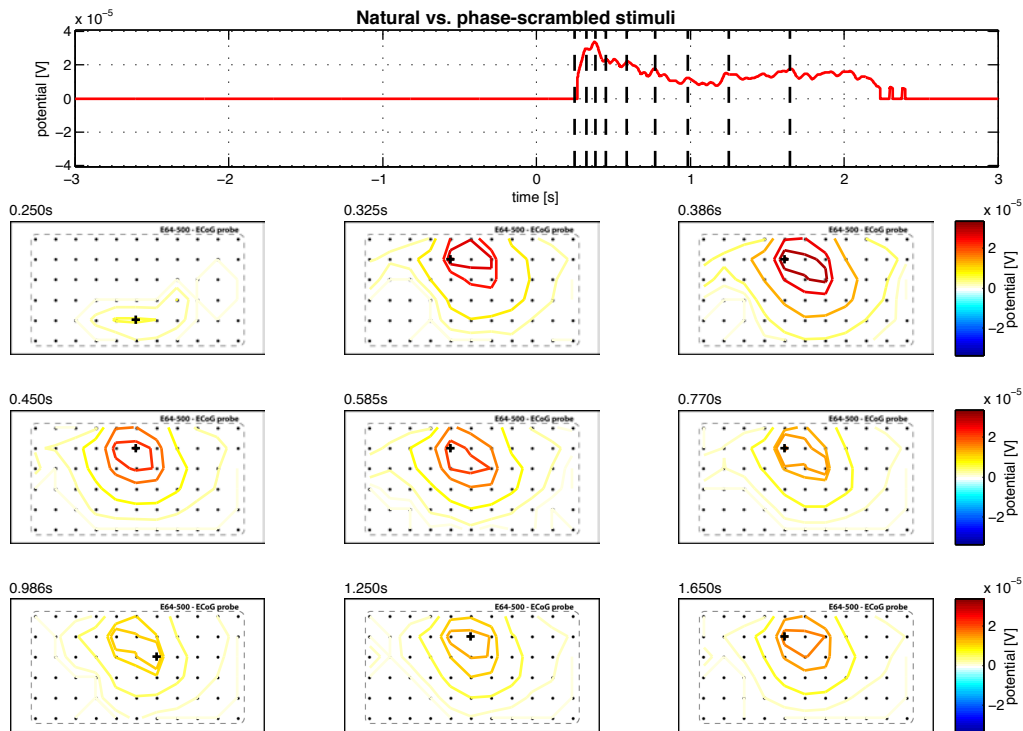 Natural vs. phase-scrambled stimuli
x 10⁻⁵
potential [V]
4
2
0
−2
−4
−3
−2
−1
0
1
2
3
time [s]
0.250s
E64-500 - ECoG probe
0.325s
E64-500 - ECoG probe
0.386s
E64-500 - ECoG probe
x 10⁻⁵
2
0
−2
potential [V]
0.450s
E64-500 - ECoG probe
0.585s
E64-500 - ECoG probe
0.770s
E64-500 - ECoG probe
x 10⁻⁵
2
0
−2
potential [V]
0.986s
E64-500 - ECoG probe
1.250s
E64-500 - ECoG probe
1.650s
E64-500 - ECoG probe
x 10⁻⁵
2
0
−2
potential [V]